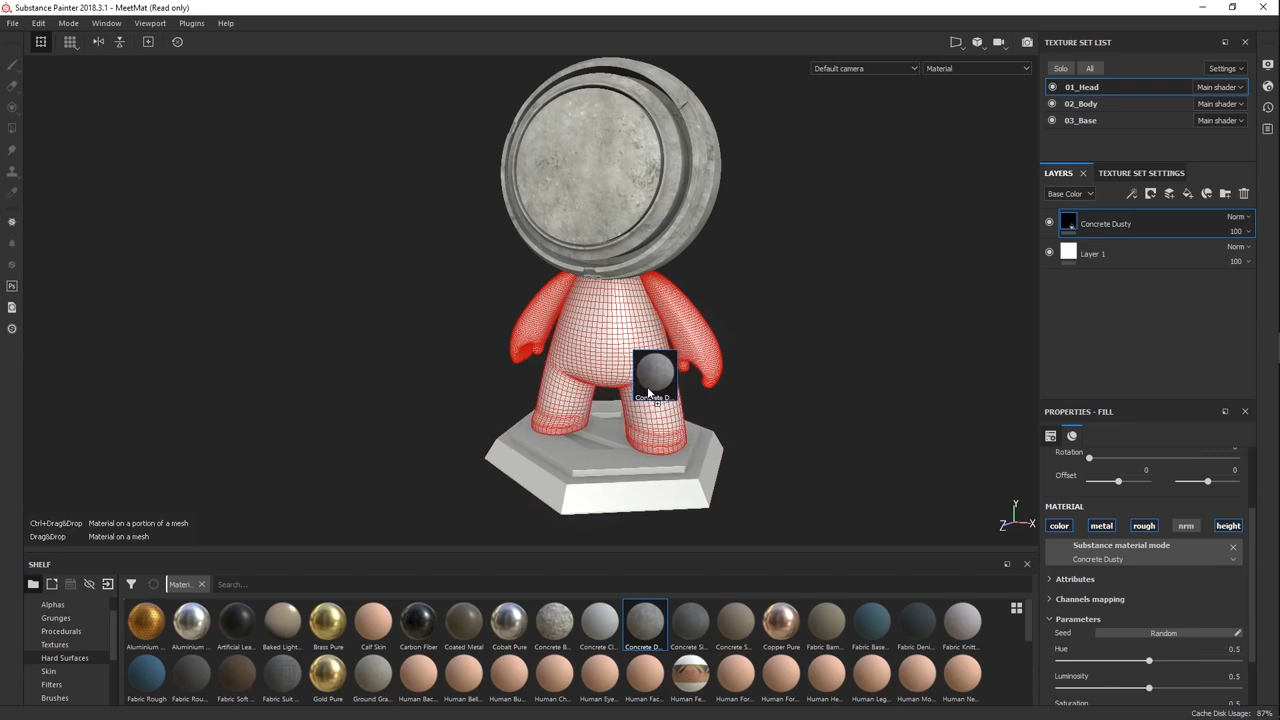 Substance Painter 2018.3.1 - MeetMat (Read only)
File Edit Mode Window Viewport Plugins Help
Default camera Material
TEXTURE SET LIST
Solo All Settings
01_Head Main shader
02_Body Main shader
03_Base Main shader
LAYERS TEXTURE SET SETTINGS
Base Color
Concrete Dusty Norm 100
Layer 1 Norm 100
Concrete D...
Y
Z X
Ctrl+Drag&Drop Material on a portion of a mesh
Drag&Drop Material on a mesh
PROPERTIES - FILL
Rotation
Offset 0 0
MATERIAL
color metal rough nrm height
Substance material mode
Concrete Dusty
Attributes
Channels mapping
Parameters
Seed Random
Hue 0.5
Luminosity 0.5
SHELF
Materi... Search...
Alphas
Grunges
Procedurals
Textures
Hard Surfaces
Skin
Filters
Brushes
Aluminium ... Aluminium ... Artificial Lea... Baked Light... Brass Pure Calf Skin Carbon Fiber Coated Metal Cobalt Pure Concrete B... Concrete Cl... Concrete D... Concrete Si... Concrete S... Copper Pure Fabric Bam... Fabric Base... Fabric Deni... Fabric Knitt...
Fabric Rough Fabric Rou... Fabric Soft ... Fabric Suit ... Gold Pure Ground Gra... Human Bac... Human Bell... Human Bu... Human Ch... Human Eye... Human Fac... Human Fe... Human For... Human For... Human He... Human Leg... Human Mo... Human Ne...
Ps
Cache Disk Usage: 87%